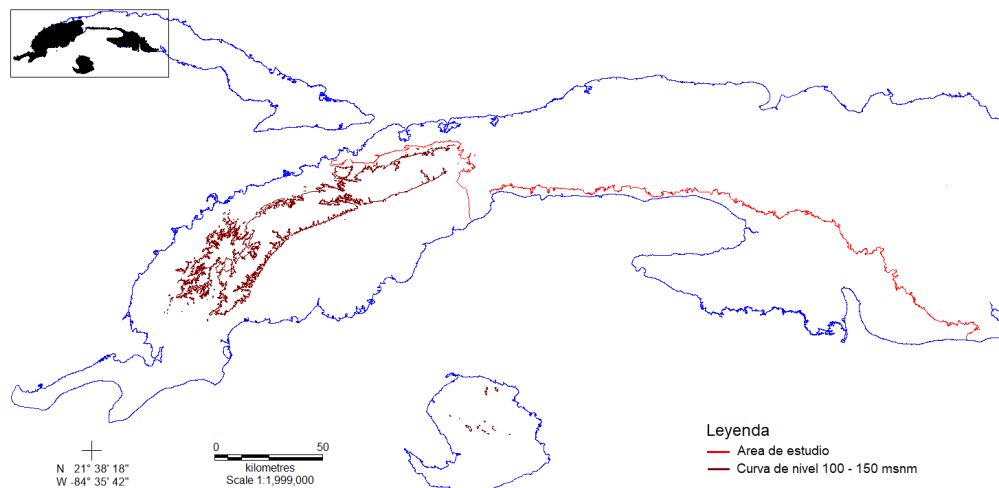 N 21° 38' 18"
W -84° 35' 42"
0 50
kilometres
Scale 1:1,999,000
Leyenda
Area de estudio
Curva de nivel 100 - 150 msnm